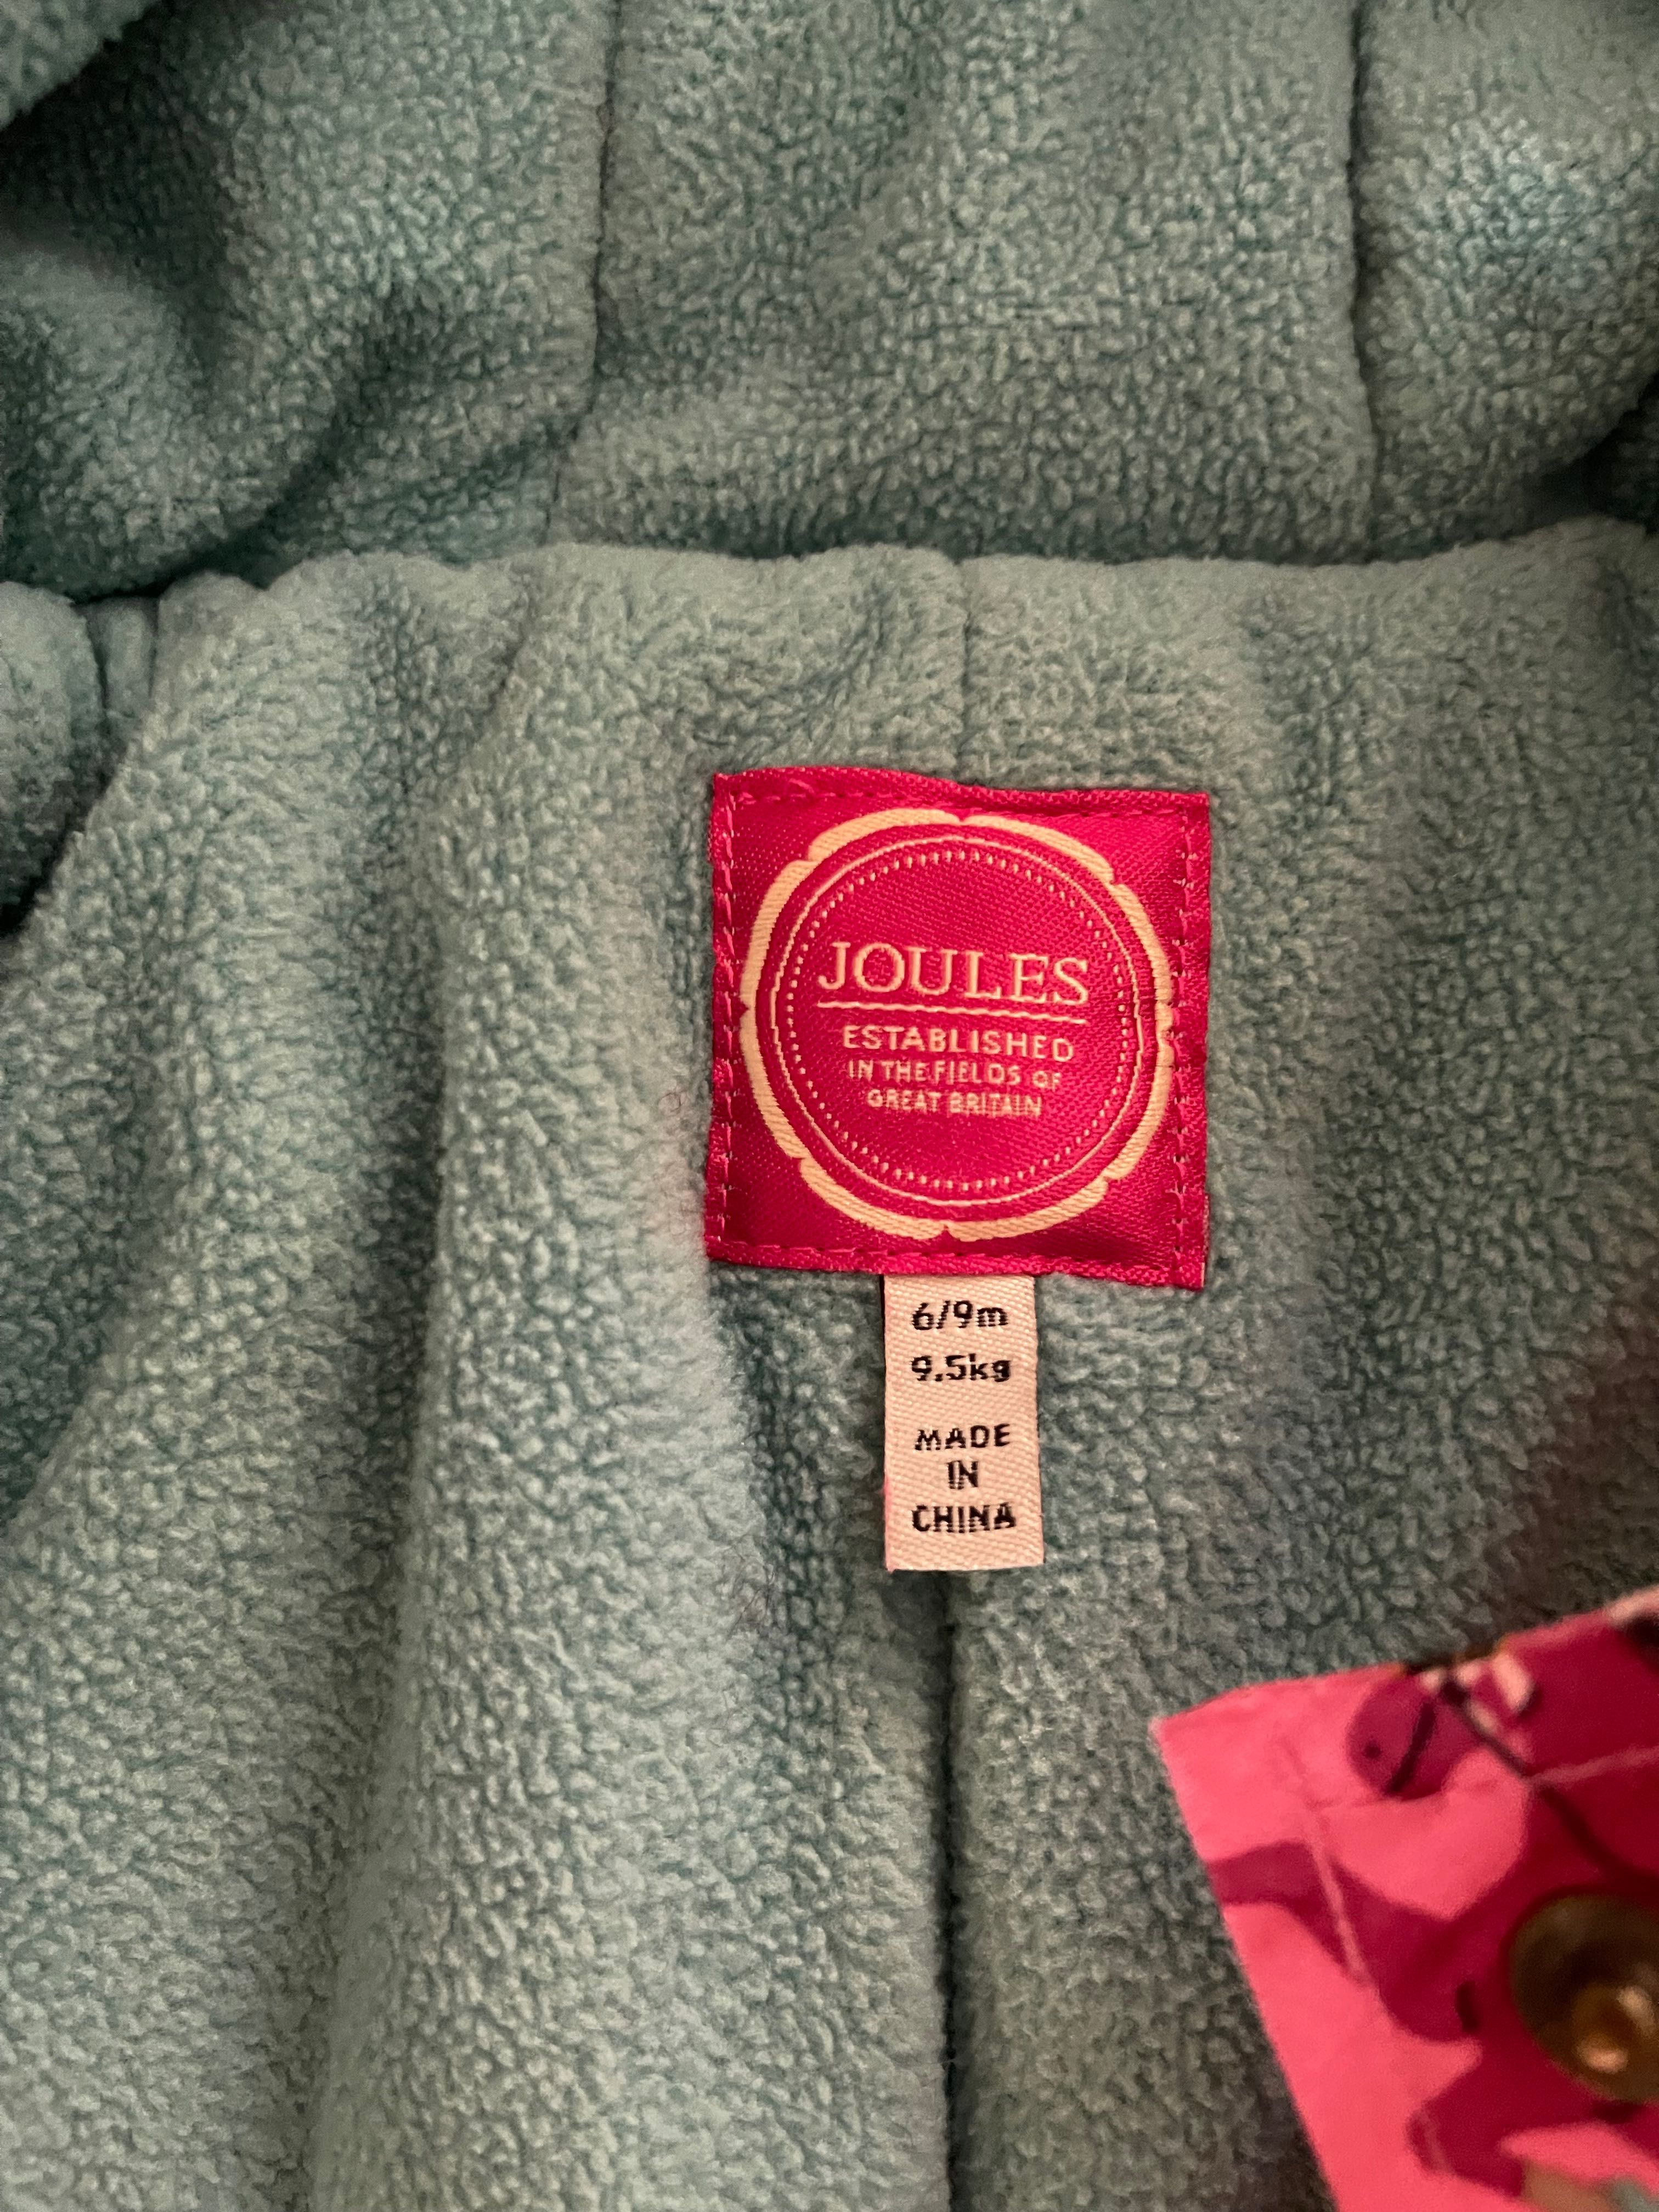 JOULES
ESTABLISHED
IN THE FIELDS OF
GREAT BRITAIN
6/9m
9.5kg
MADE
IN
CHINA